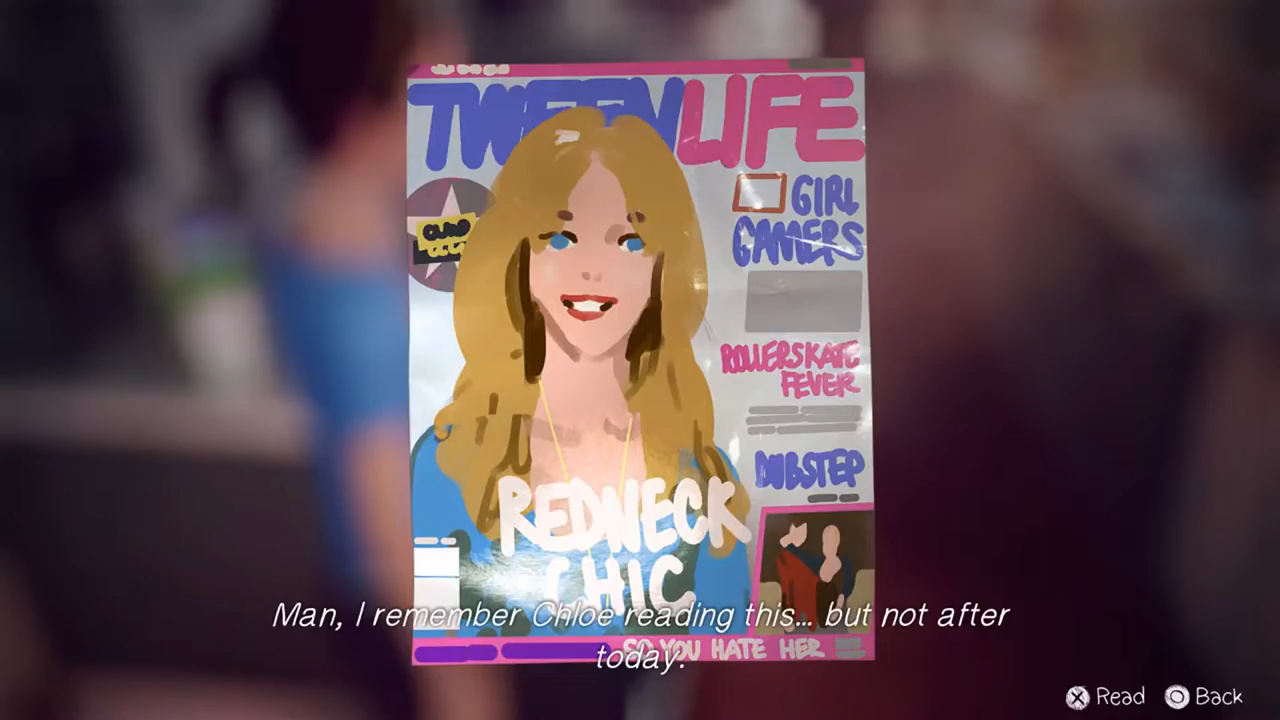 TWEENLIFE
GIRL
GAMERS
ROLLERSKATE
FEVER
DUBSTEP
REDNECK
CHIC
Man, I remember Chloe reading this... but not after
today.
SO YOU HATE HER
Read Back